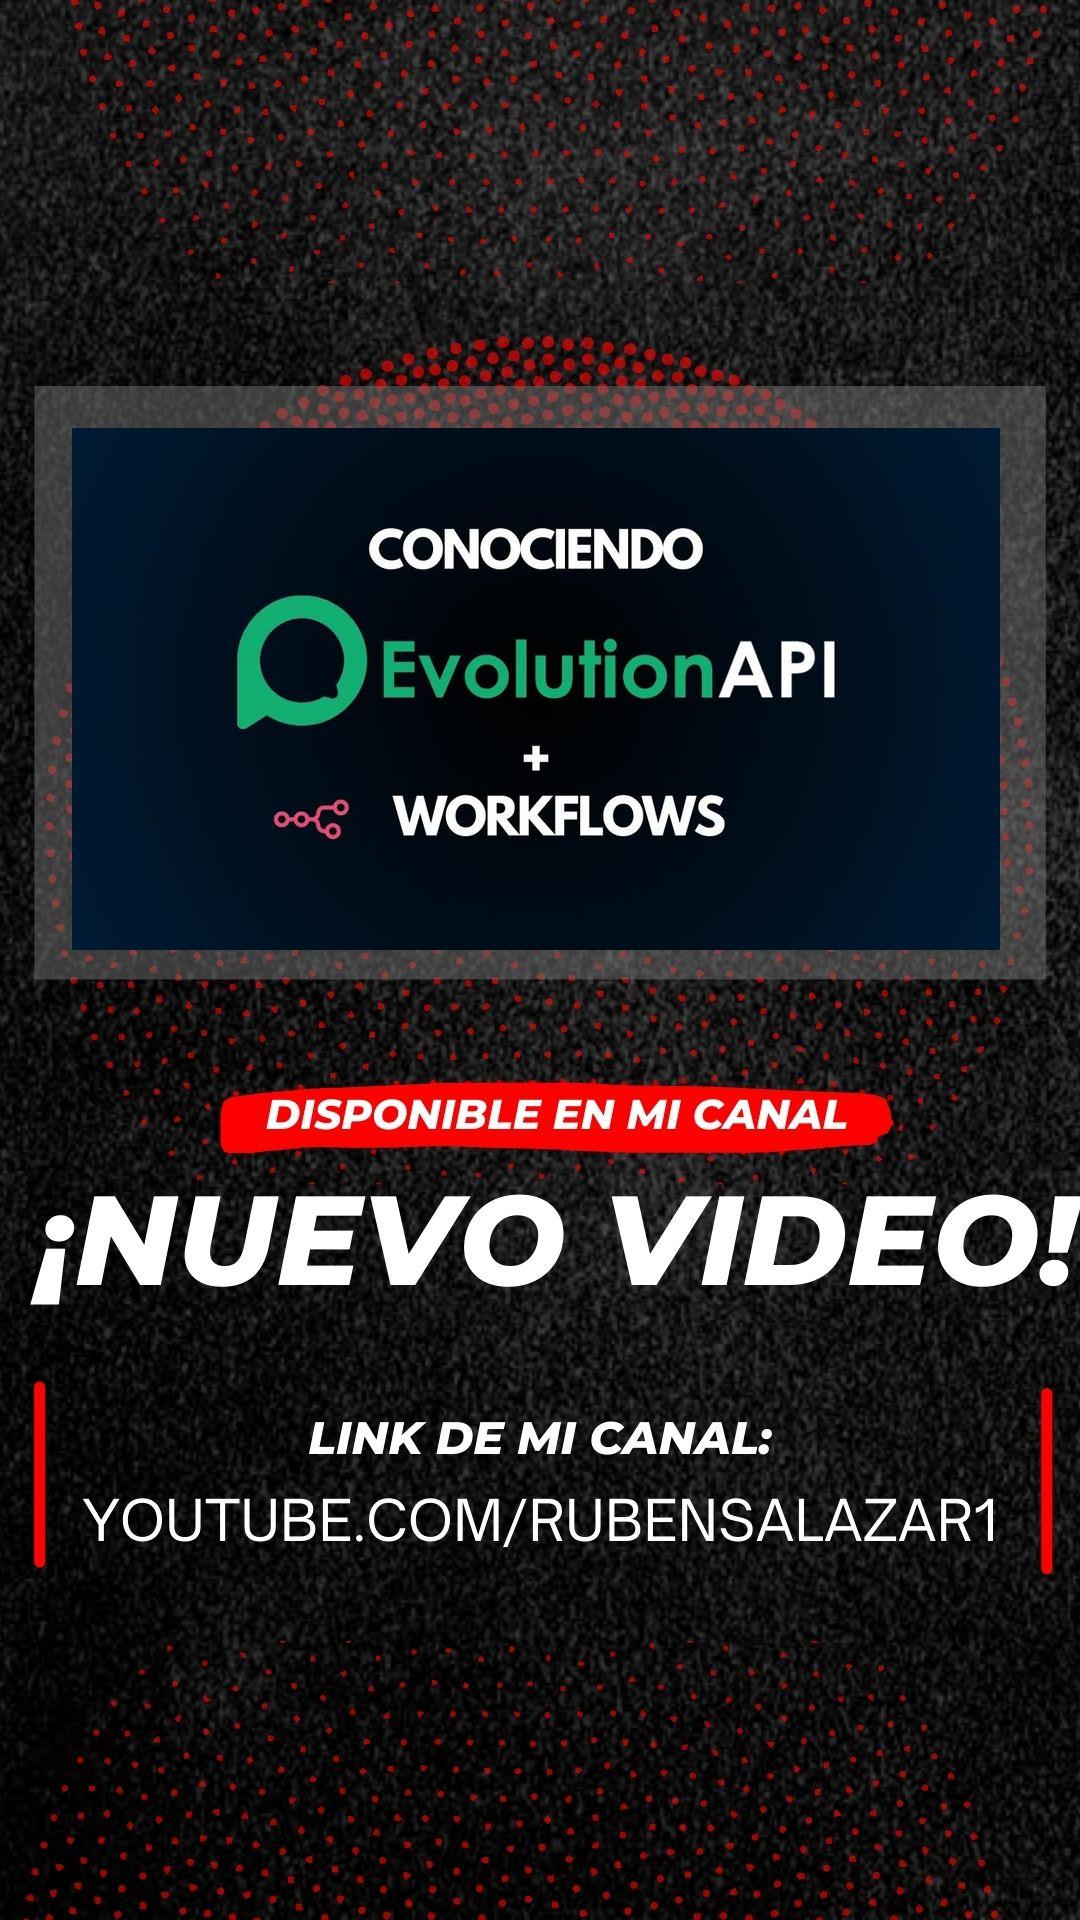 CONOCIENDO
EvolutionAPI
+
WORKFLOWS
DISPONIBLE EN MI CANAL
¡NUEVO VIDEO!
LINK DE MI CANAL:
YOUTUBE.COM/RUBENSALAZAR1